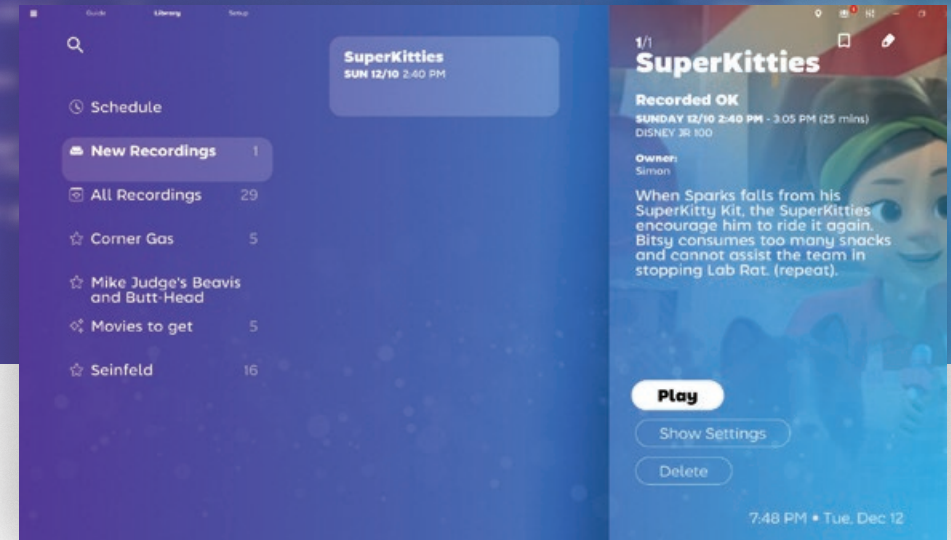 Guide Library Setup
Schedule
New Recordings 1
All Recordings 29
Corner Gas 5
Mike Judge's Beavis
and Butt-Head
Movies to get 5
Seinfeld 16
SuperKitties
SUN 12/10 2:40 PM
1/1
SuperKitties
Recorded OK
SUNDAY 12/10 2:40 PM - 3:05 PM (25 mins)
DISNEY JR 100
Owner:
Simon
When Sparks falls from his
SuperKitty Kit, the SuperKitties
encourage him to ride it again.
Bitsy consumes too many snacks
and cannot assist the team in
stopping Lab Rat. (repeat).
Play
Show Settings
Delete
7:48 PM • Tue, Dec 12